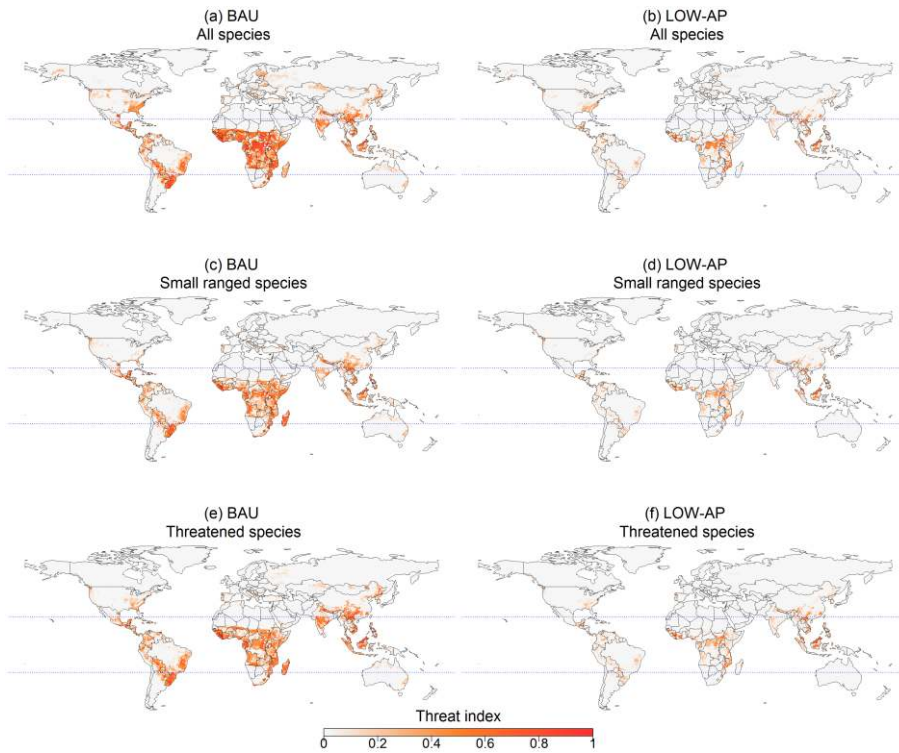 (a) BAU
All species
(b) LOW-AP
All species
(c) BAU
Small ranged species
(d) LOW-AP
Small ranged species
(e) BAU
Threatened species
(f) LOW-AP
Threatened species
Threat index
0 0.2 0.4 0.6 0.8 1